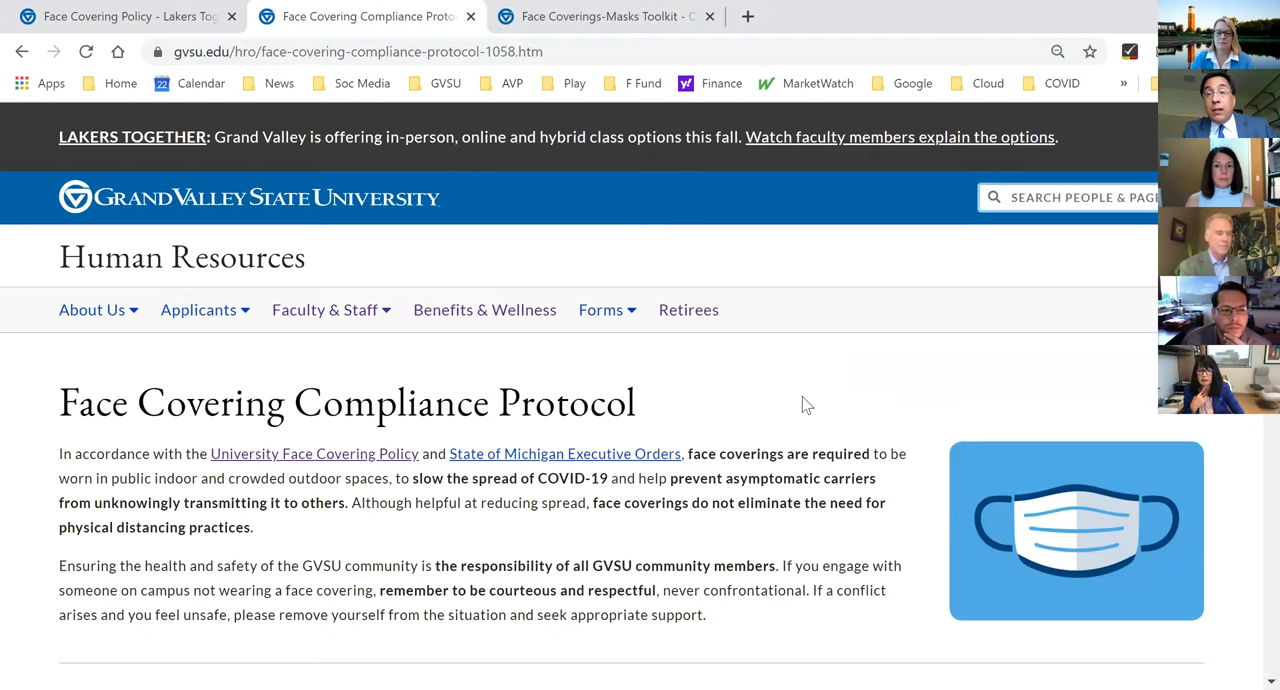 Face Covering Policy - Lakers Tog
Face Covering Compliance Proto
Face Coverings-Masks Toolkit - C
gvsu.edu/hro/face-covering-compliance-protocol-1058.htm
Apps Home 22 Calendar News Soc Media GVSU AVP Play F Fund y! Finance MarketWatch Google Cloud COVID »
LAKERS TOGETHER: Grand Valley is offering in-person, online and hybrid class options this fall. Watch faculty members explain the options.
GRAND VALLEY STATE UNIVERSITY
SEARCH PEOPLE & PAGE
Human Resources
About Us Applicants Faculty & Staff Benefits & Wellness Forms Retirees
Face Covering Compliance Protocol
In accordance with the University Face Covering Policy and State of Michigan Executive Orders, face coverings are required to be
worn in public indoor and crowded outdoor spaces, to slow the spread of COVID-19 and help prevent asymptomatic carriers
from unknowingly transmitting it to others. Although helpful at reducing spread, face coverings do not eliminate the need for
physical distancing practices.
Ensuring the health and safety of the GVSU community is the responsibility of all GVSU community members. If you engage with
someone on campus not wearing a face covering, remember to be courteous and respectful, never confrontational. If a conflict
arises and you feel unsafe, please remove yourself from the situation and seek appropriate support.